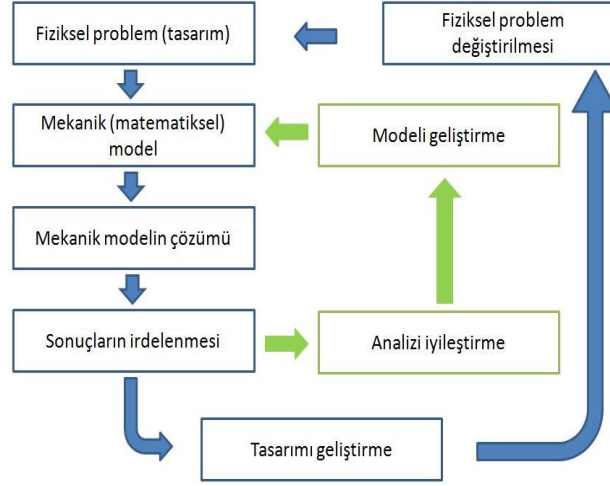 Fiziksel problem (tasarım)
Fiziksel problem
değiştirilmesi
Mekanik (matematiksel)
model
Modeli geliştirme
Mekanik modelin çözümü
Sonuçların irdelenmesi
Analizi iyileştirme
Tasarımı geliştirme